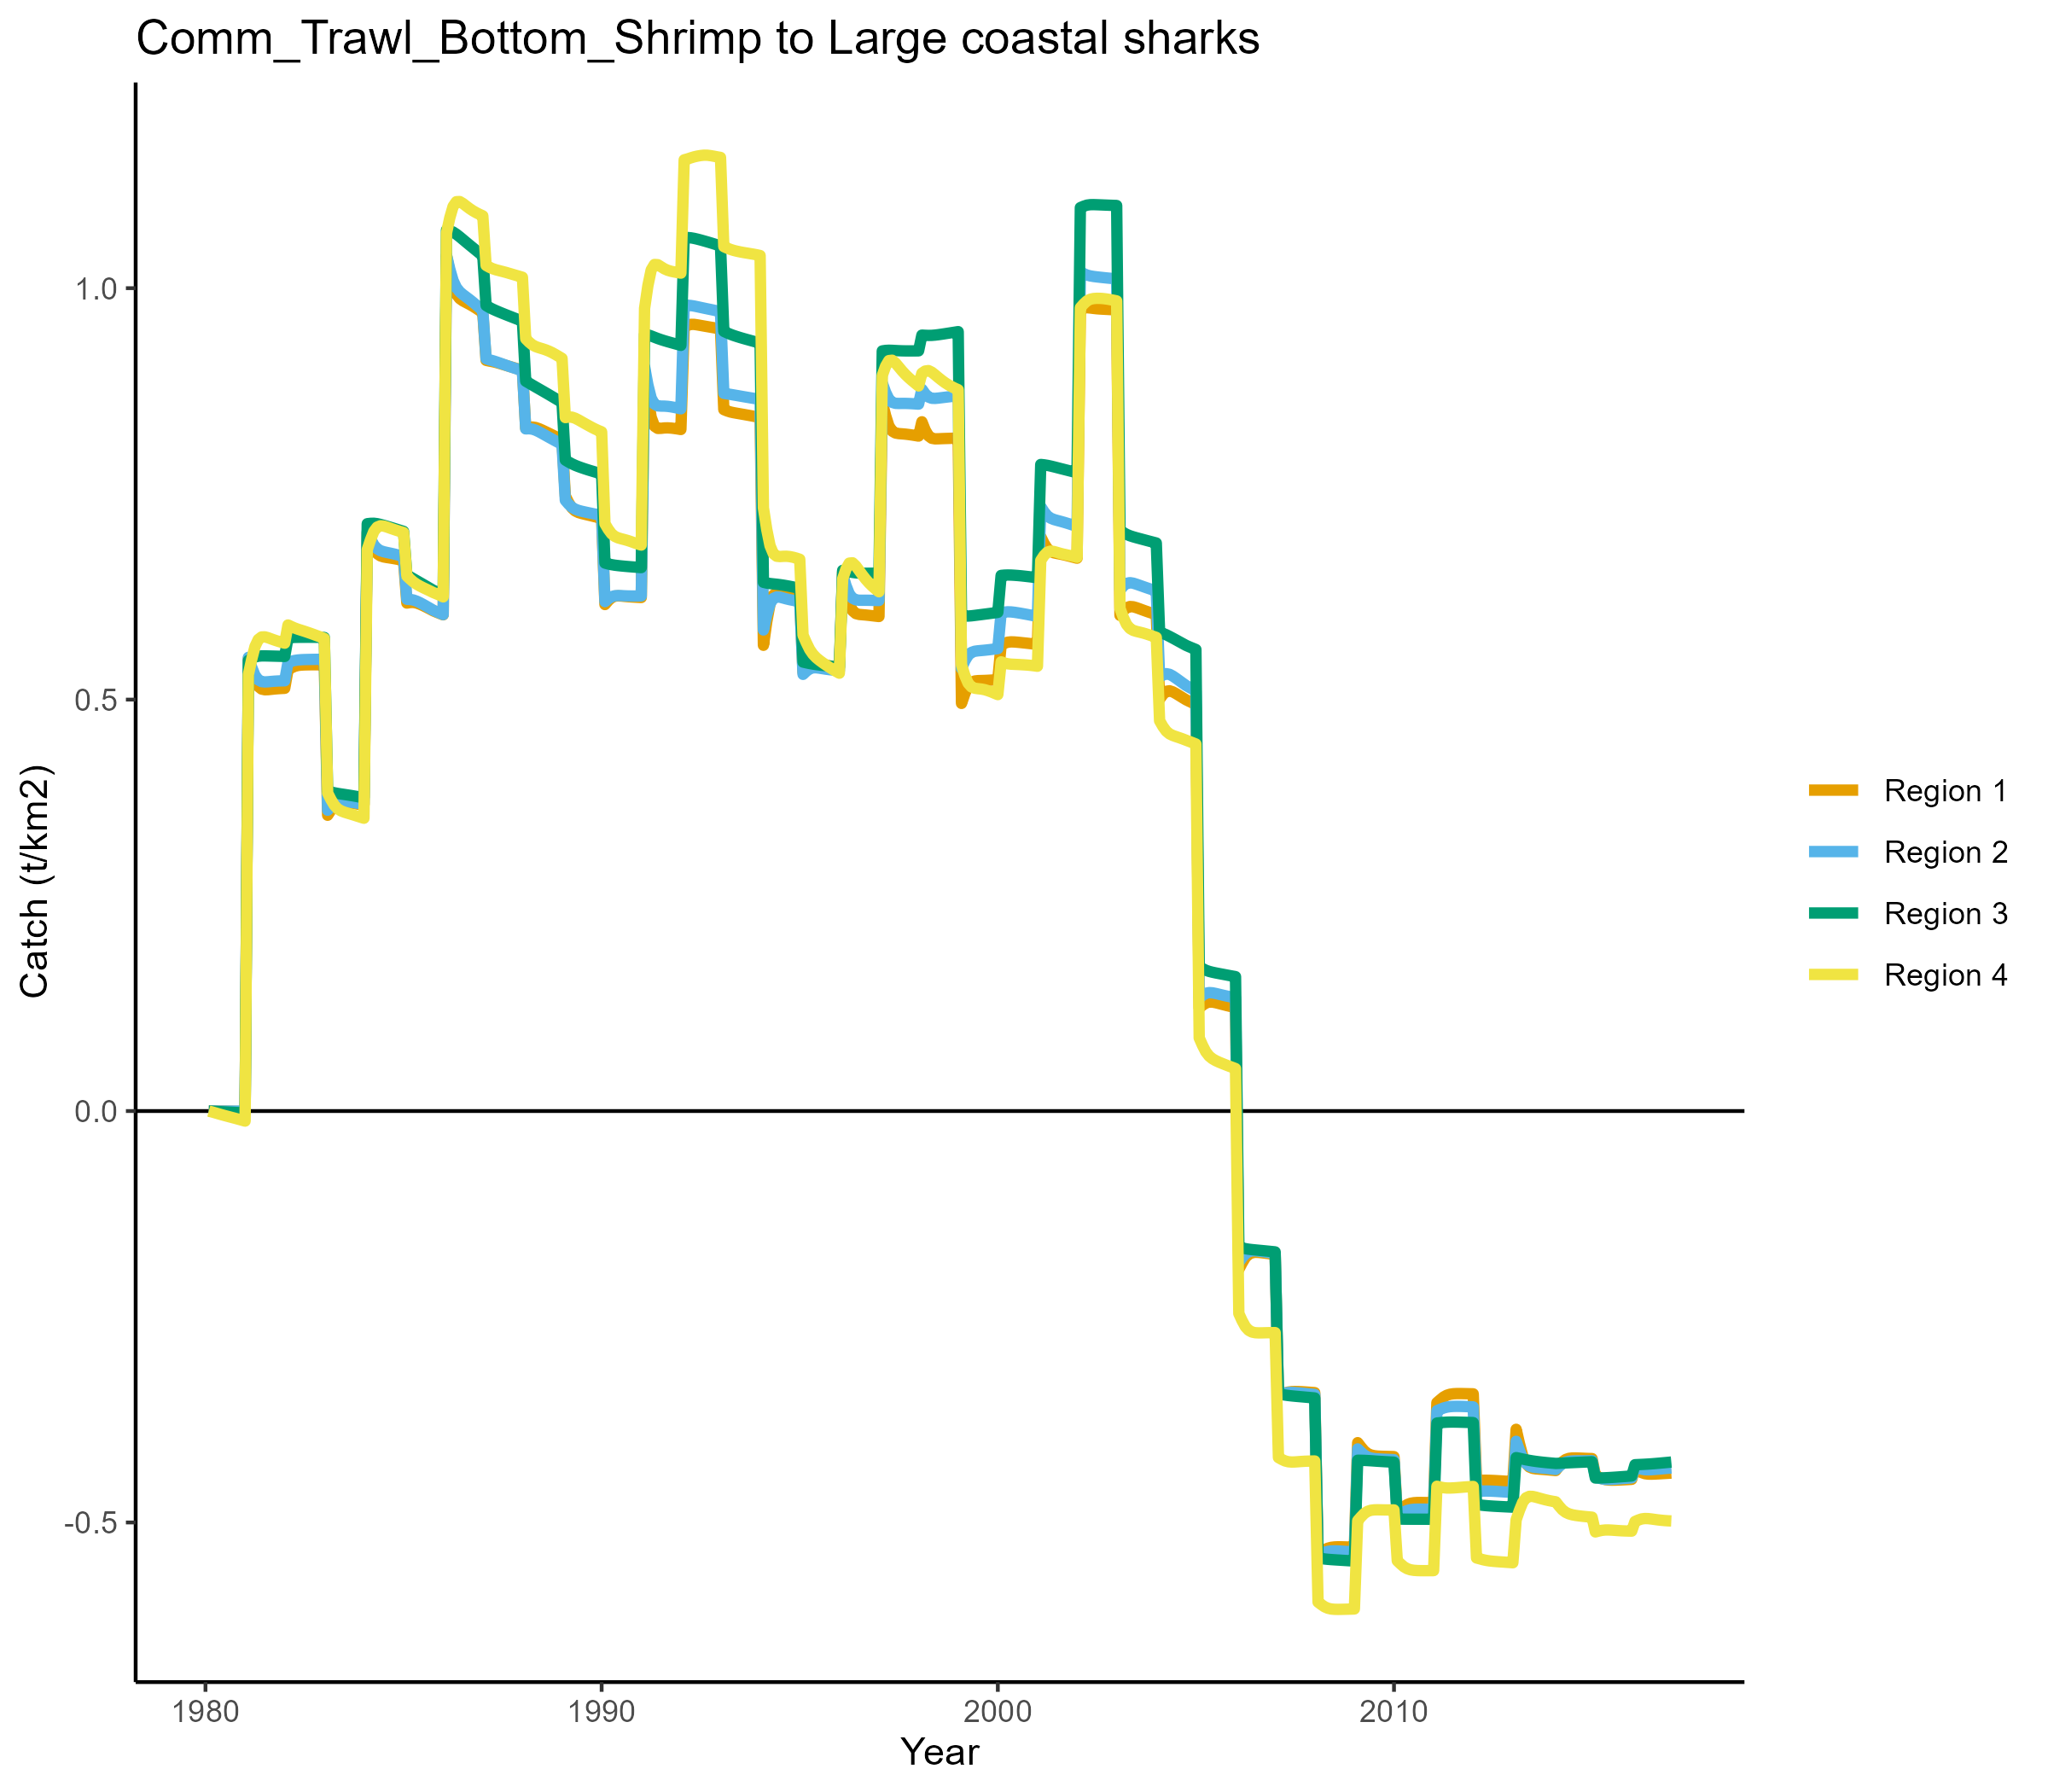 Comm_Trawl_Bottom_Shrimp to Large coastal sharks
Catch (t/km2)
1.0
0.5
0.0
-0.5
1980 1990 2000 2010
Year
Region 1
Region 2
Region 3
Region 4